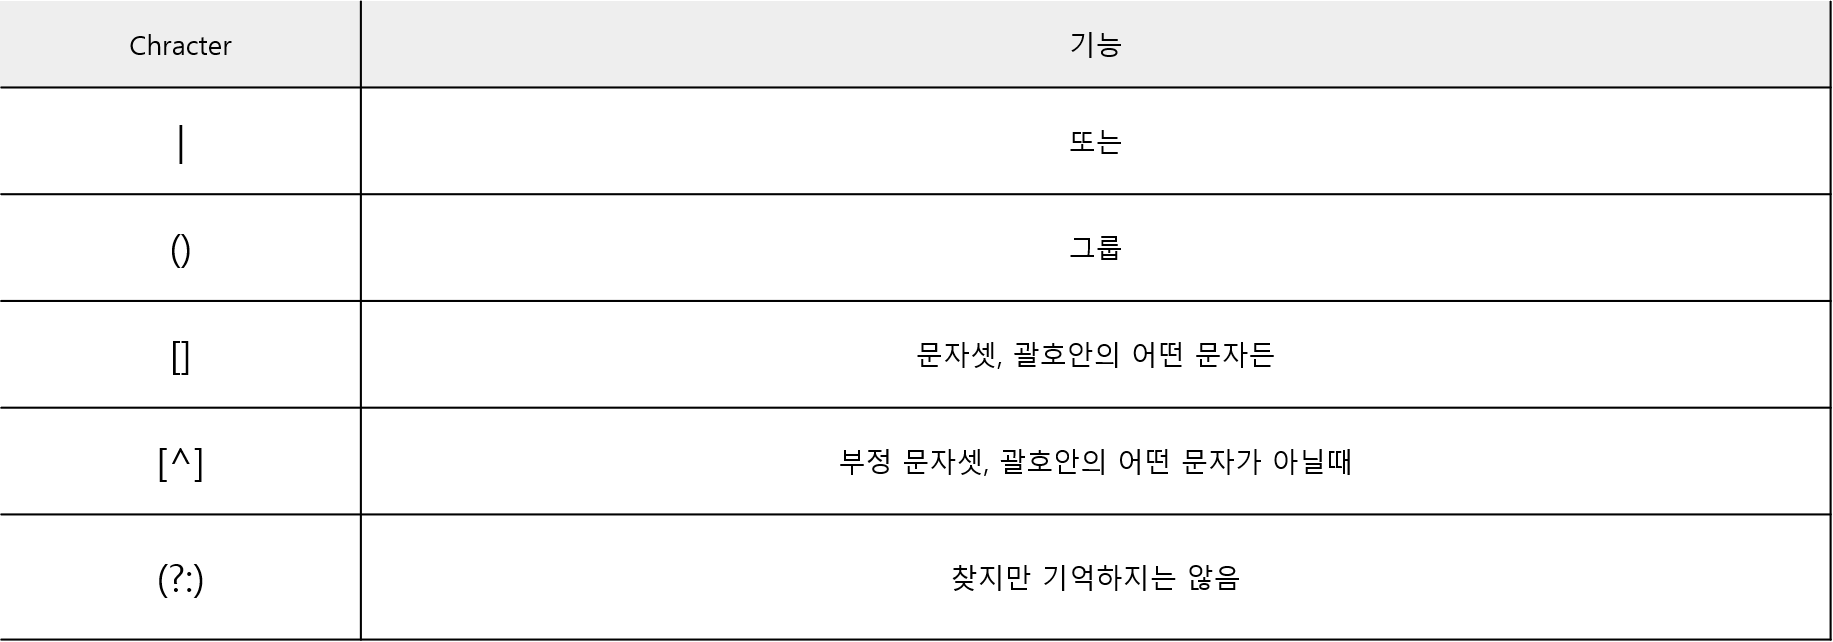 Chracter 기능
| 또는
() 그룹
[] 문자셋, 괄호안의 어떤 문자든
[^] 부정 문자셋, 괄호안의 어떤 문자가 아닐때
(?:) 찾지만 기억하지는 않음